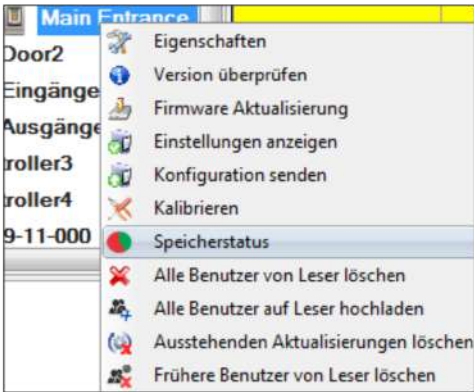 Main Entrance
Door2
Eingänge
Ausgänge
troller3
troller4
9-11-000
Eigenschaften
Version überprüfen
Firmware Aktualisierung
Einstellungen anzeigen
Konfiguration senden
Kalibrieren
Speicherstatus
Alle Benutzer von Leser löschen
Alle Benutzer auf Leser hochladen
Ausstehenden Aktualisierungen löschen
Frühere Benutzer von Leser löschen